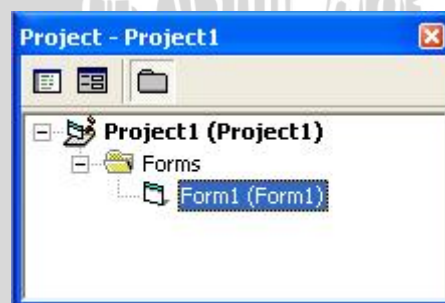 Project - Project1
Project1 (Project1)
Forms
Form1 (Form1)